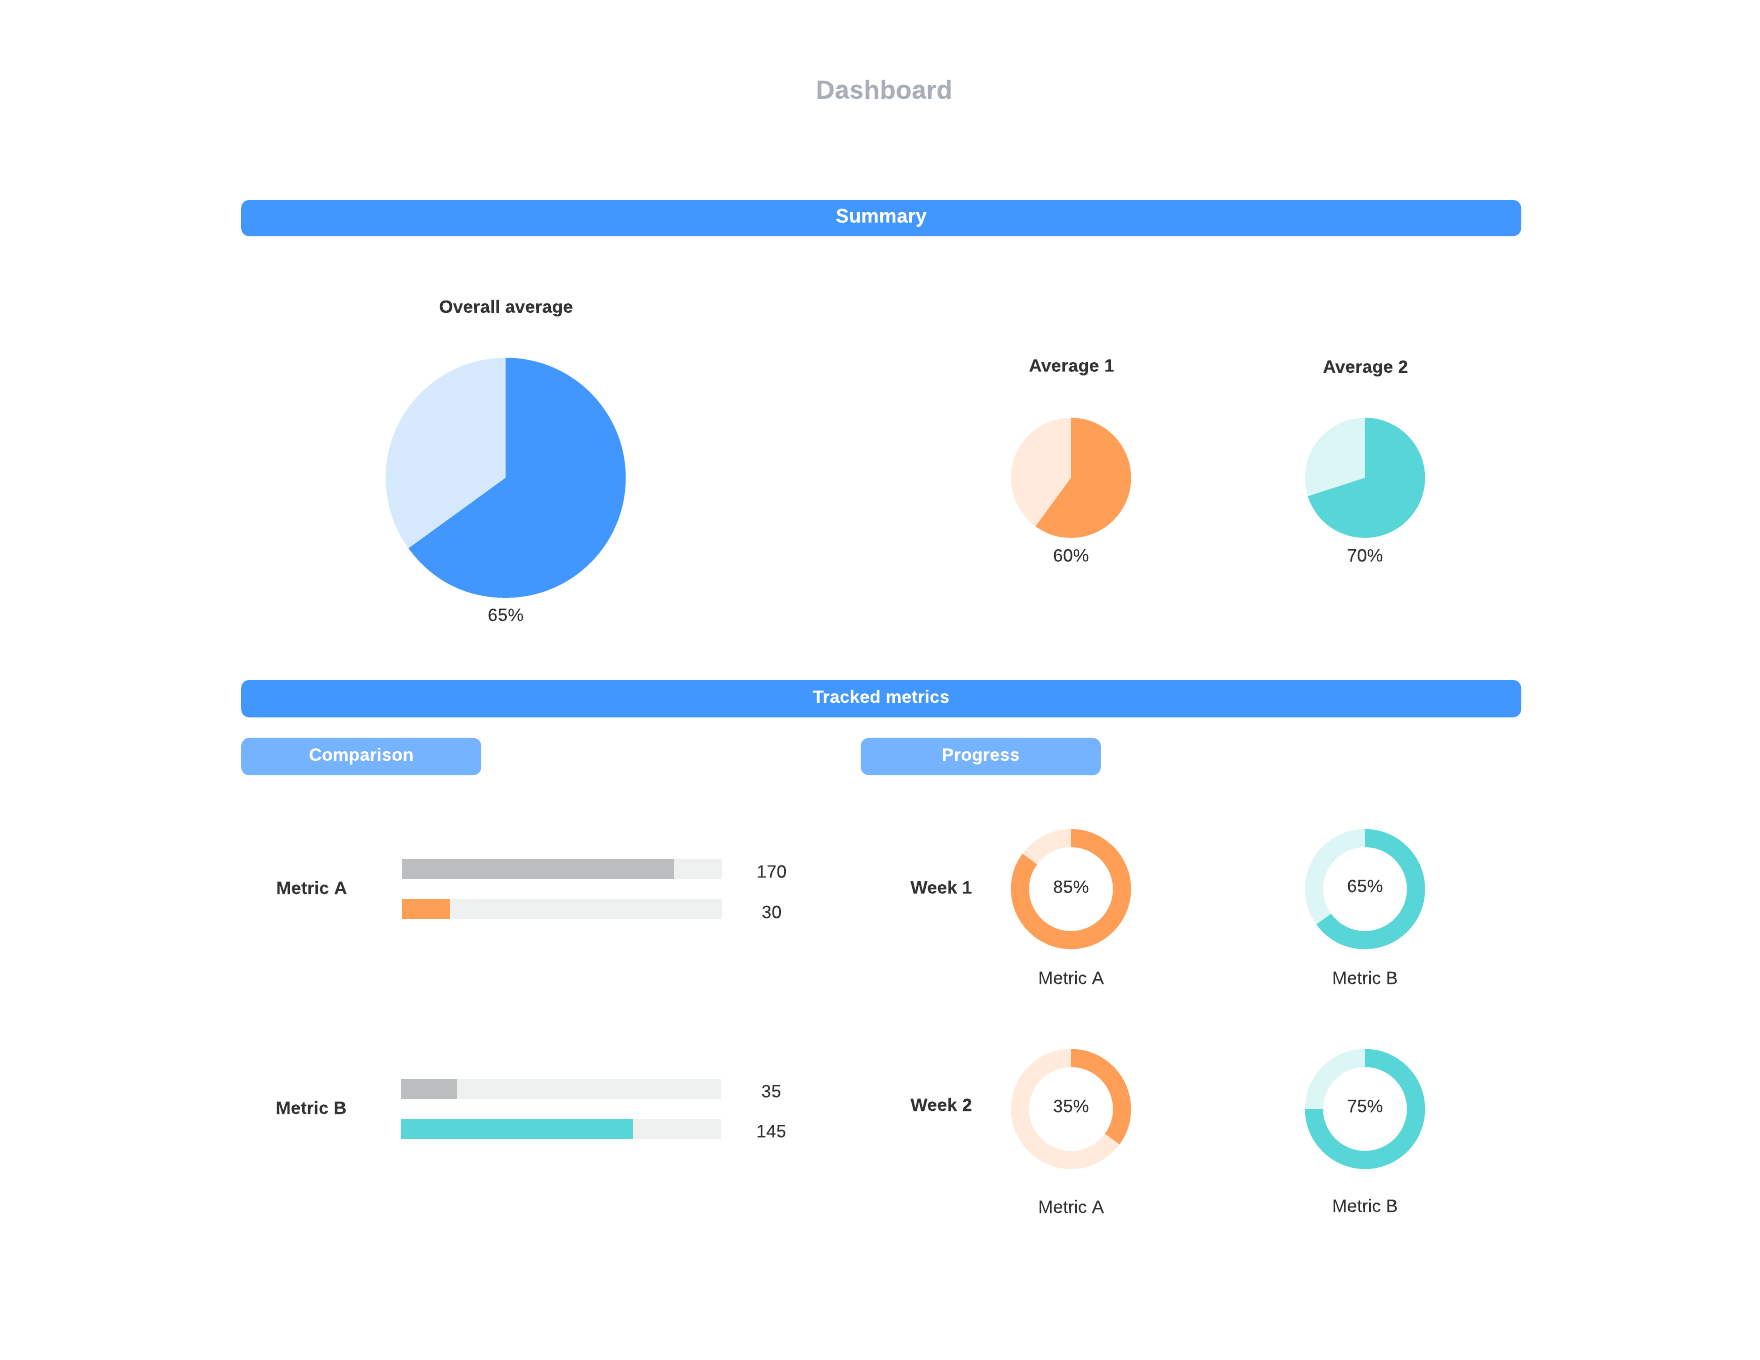 Dashboard
Summary
Overall average
65%
Average 1
60%
Average 2
70%
Tracked metrics
Comparison
Metric A
170
30
Metric B
35
145
Progress
Week 1
85%
Metric A
65%
Metric B
Week 2
35%
Metric A
75%
Metric B